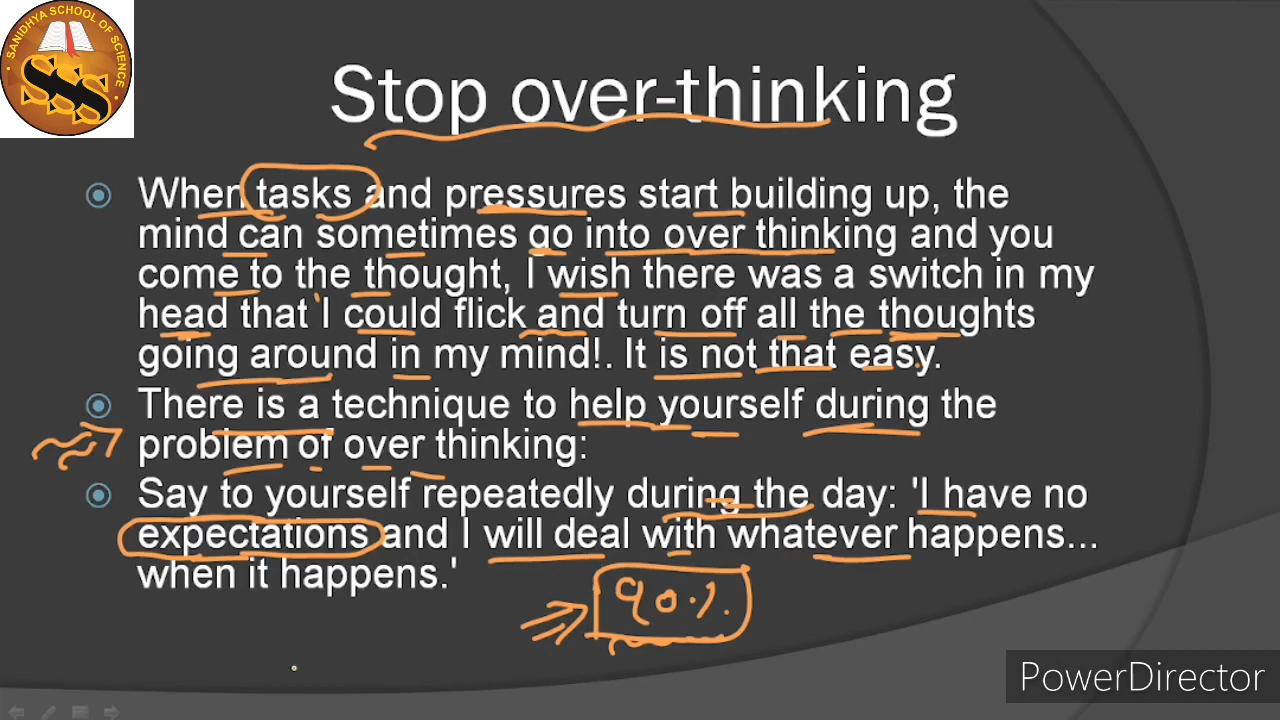 SANIDHYA SCHOOL OF SCIENCE
SSS
Stop over-thinking
When tasks and pressures start building up, the
mind can sometimes go into over thinking and you
come to the thought, I wish there was a switch in my
head that I could flick and turn off all the thoughts
going around in my mind!. It is not that easy.
There is a technique to help yourself during the
problem of over thinking:
Say to yourself repeatedly during the day: 'I have no
expectations and I will deal with whatever happens...
when it happens.'
90%
PowerDirector